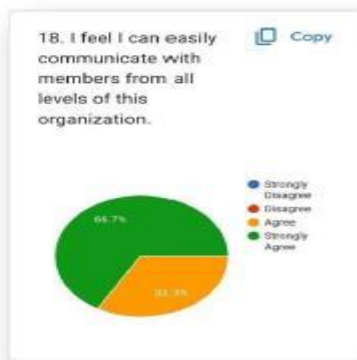 18. I feel I can easily
communicate with
members from all
levels of this
organization.
Copy
Strongly
Disagree
Disagree
Agree
Strongly
Agree
66.7%
33.3%